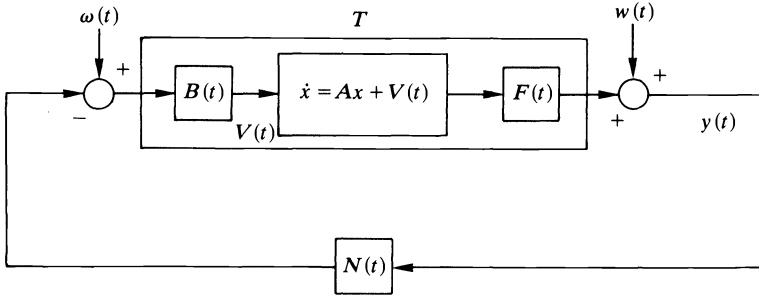 ω(t)
T
w(t)
+
+
B(t)
ẋ = Ax + V(t)
F(t)
−
+
V(t)
y(t)
N(t)